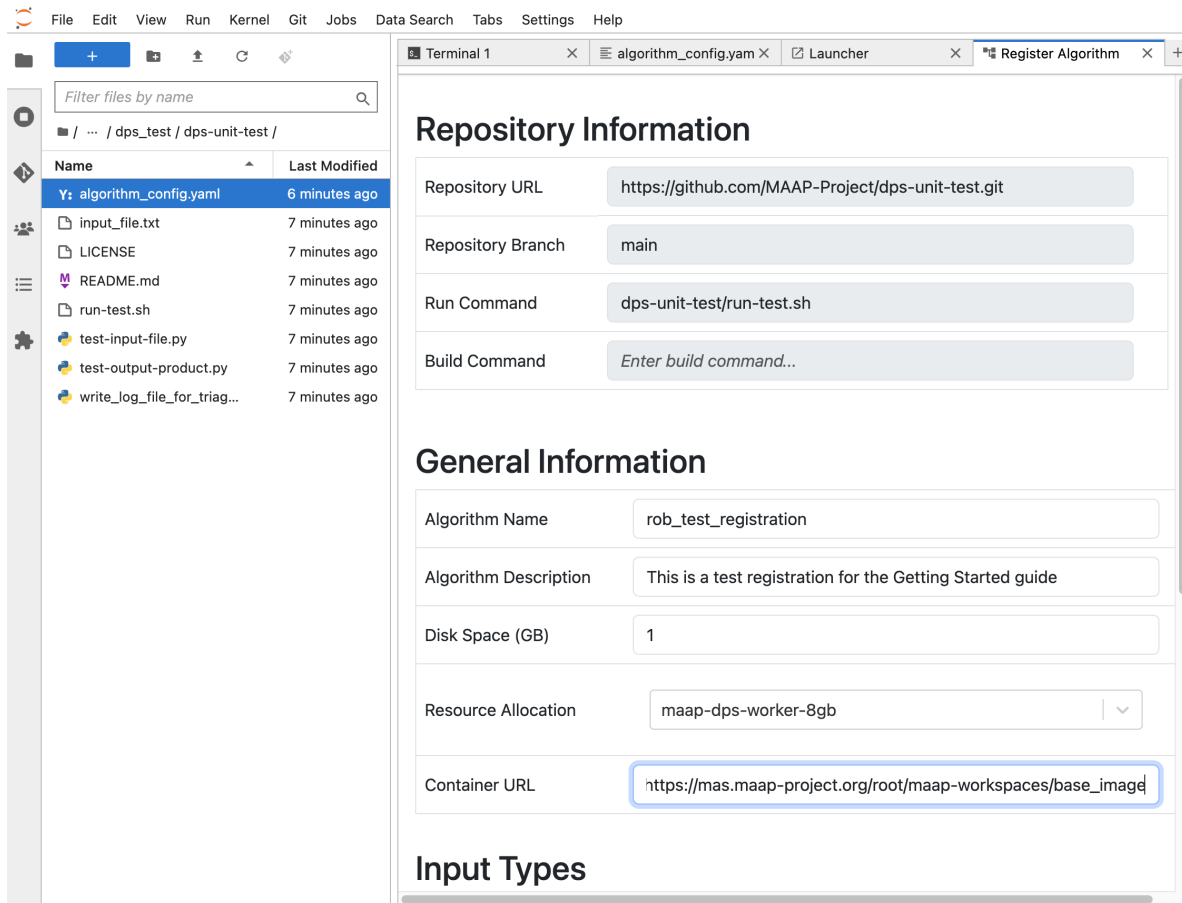 File Edit View Run Kernel Git Jobs Data Search Tabs Settings Help
Terminal 1 algorithm_config.yam Launcher Register Algorithm
Filter files by name
/ ··· / dps_test / dps-unit-test /
Name Last Modified
Y: algorithm_config.yaml 6 minutes ago
input_file.txt 7 minutes ago
LICENSE 7 minutes ago
README.md 7 minutes ago
run-test.sh 7 minutes ago
test-input-file.py 7 minutes ago
test-output-product.py 7 minutes ago
write_log_file_for_triag... 7 minutes ago
Repository Information
Repository URL https://github.com/MAAP-Project/dps-unit-test.git
Repository Branch main
Run Command dps-unit-test/run-test.sh
Build Command Enter build command...
General Information
Algorithm Name rob_test_registration
Algorithm Description This is a test registration for the Getting Started guide
Disk Space (GB) 1
Resource Allocation maap-dps-worker-8gb
Container URL https://mas.maap-project.org/root/maap-workspaces/base_image
Input Types